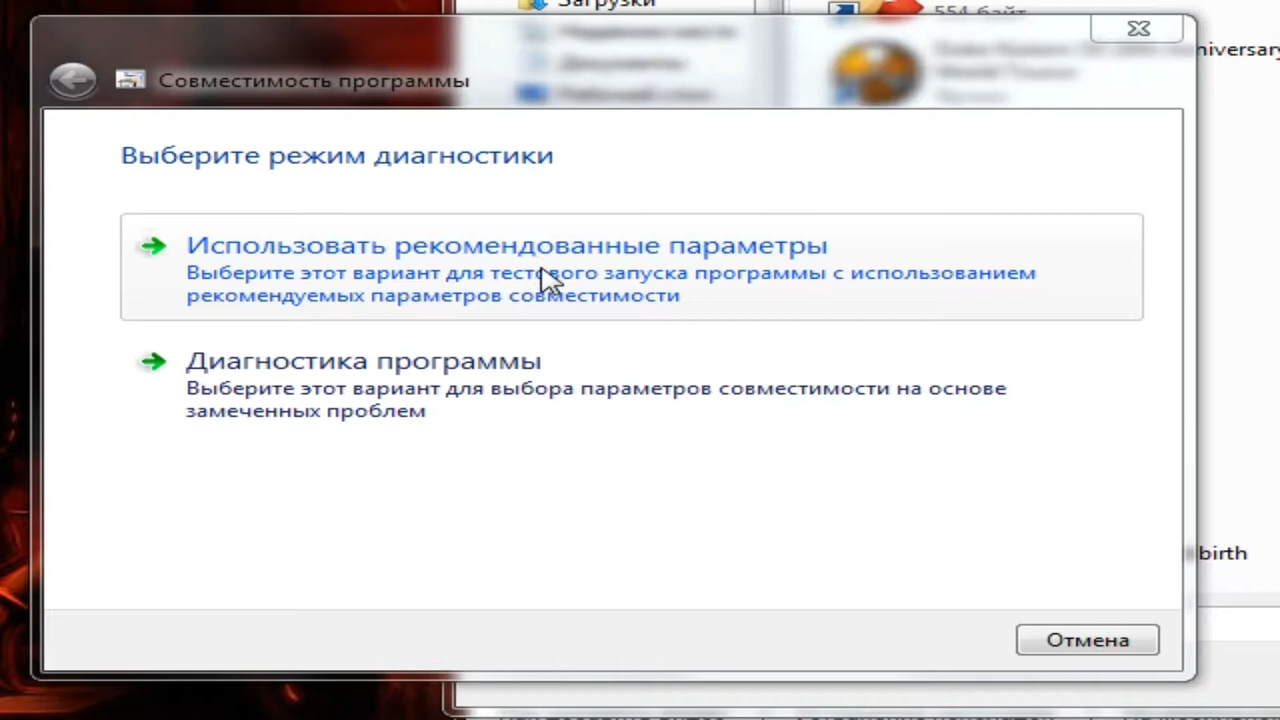 Загрузки
554 байт
niversary
Совместимость программы
Выберите режим диагностики
Использовать рекомендованные параметры
Выберите этот вариант для тестового запуска программы с использованием
рекомендуемых параметров совместимости
Диагностика программы
Выберите этот вариант для выбора параметров совместимости на основе
замеченных проблем
birth
Отмена